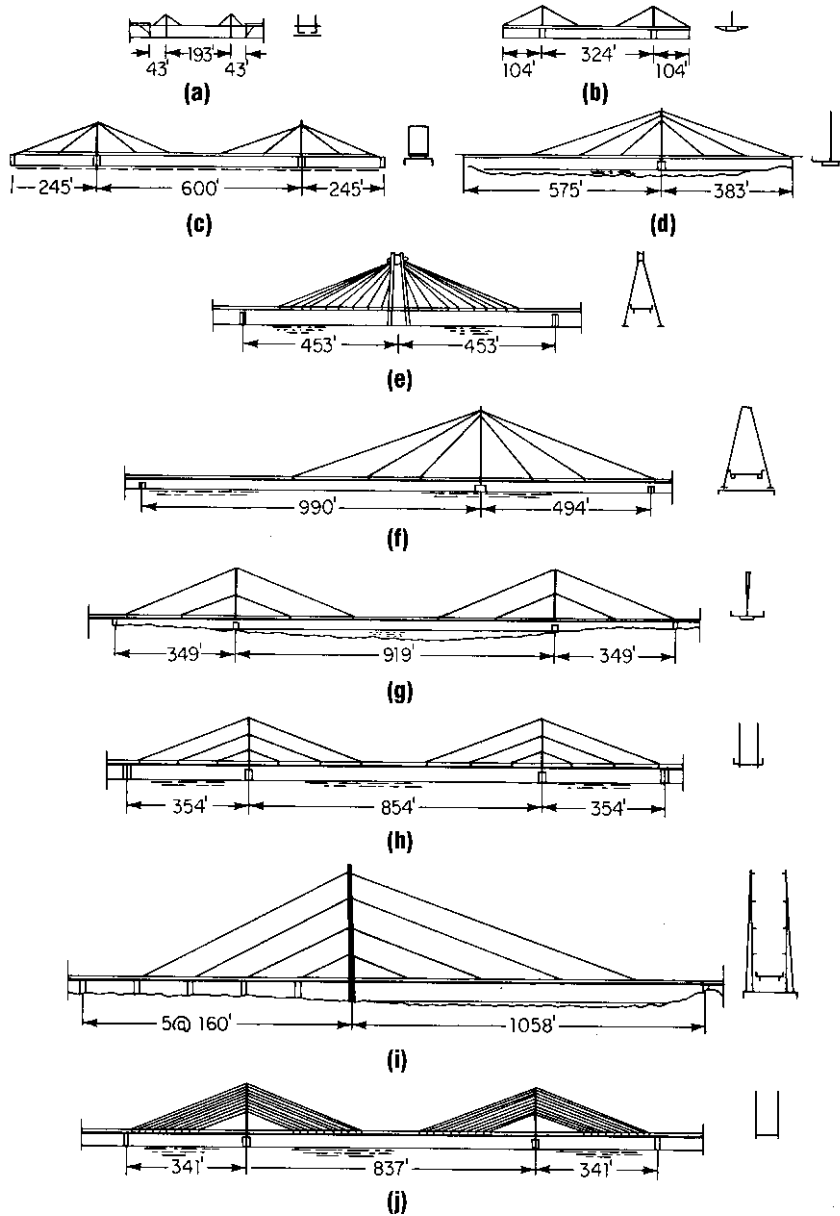 193'
43' 43'
(a)
104' 324' 104'
(b)
245' 600' 245'
(c)
575' 383'
(d)
453' 453'
(e)
990' 494'
(f)
349' 919' 349'
(g)
354' 854' 354'
(h)
5@ 160' 1058'
(i)
341' 837' 341'
(j)